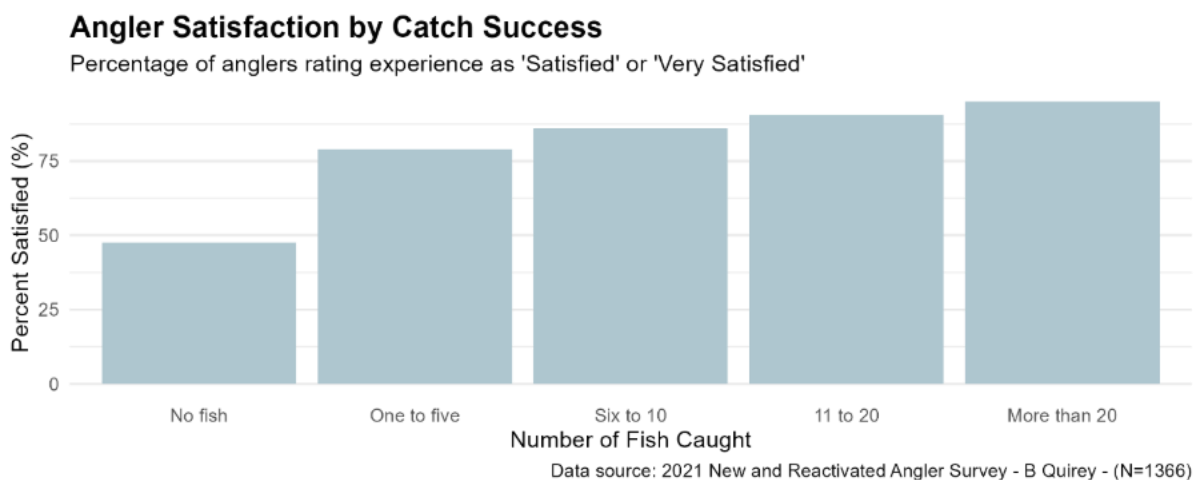 Angler Satisfaction by Catch Success
Percentage of anglers rating experience as 'Satisfied' or 'Very Satisfied'
Percent Satisfied (%)
75
50
25
0
No fish
One to five
Six to 10
11 to 20
More than 20
Number of Fish Caught
Data source: 2021 New and Reactivated Angler Survey - B Quirey - (N=1366)